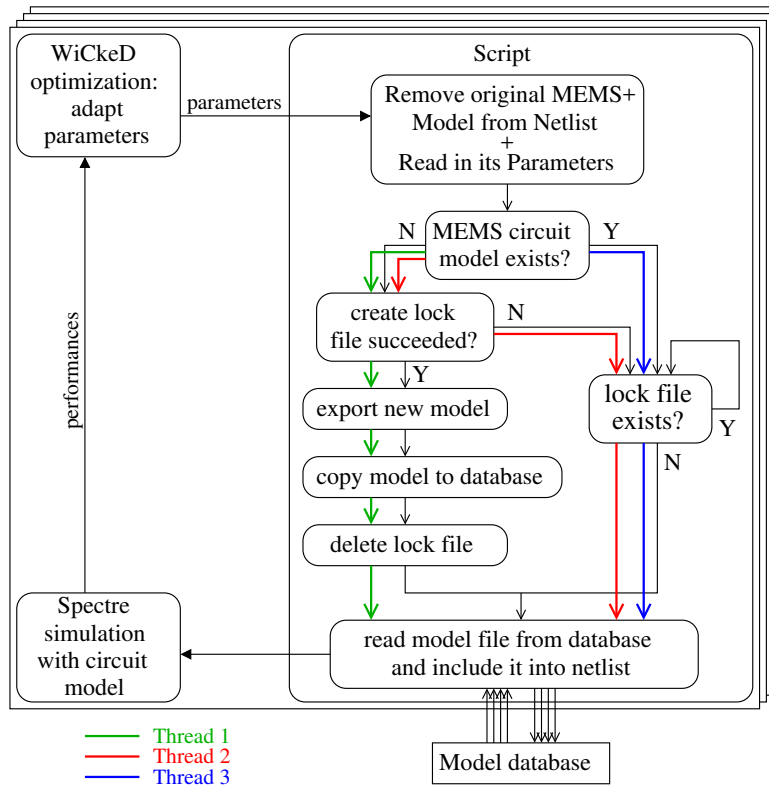 WiCkeD
optimization:
adapt
parameters
parameters
Script
Remove original MEMS+
Model from Netlist
+
Read in its Parameters
N
MEMS circuit
model exists?
Y
create lock
file succeeded?
N
Y
lock file
exists?
Y
N
export new model
copy model to database
delete lock file
performances
Spectre
simulation
with circuit
model
read model file from database
and include it into netlist
Thread 1
Thread 2
Thread 3
Model database